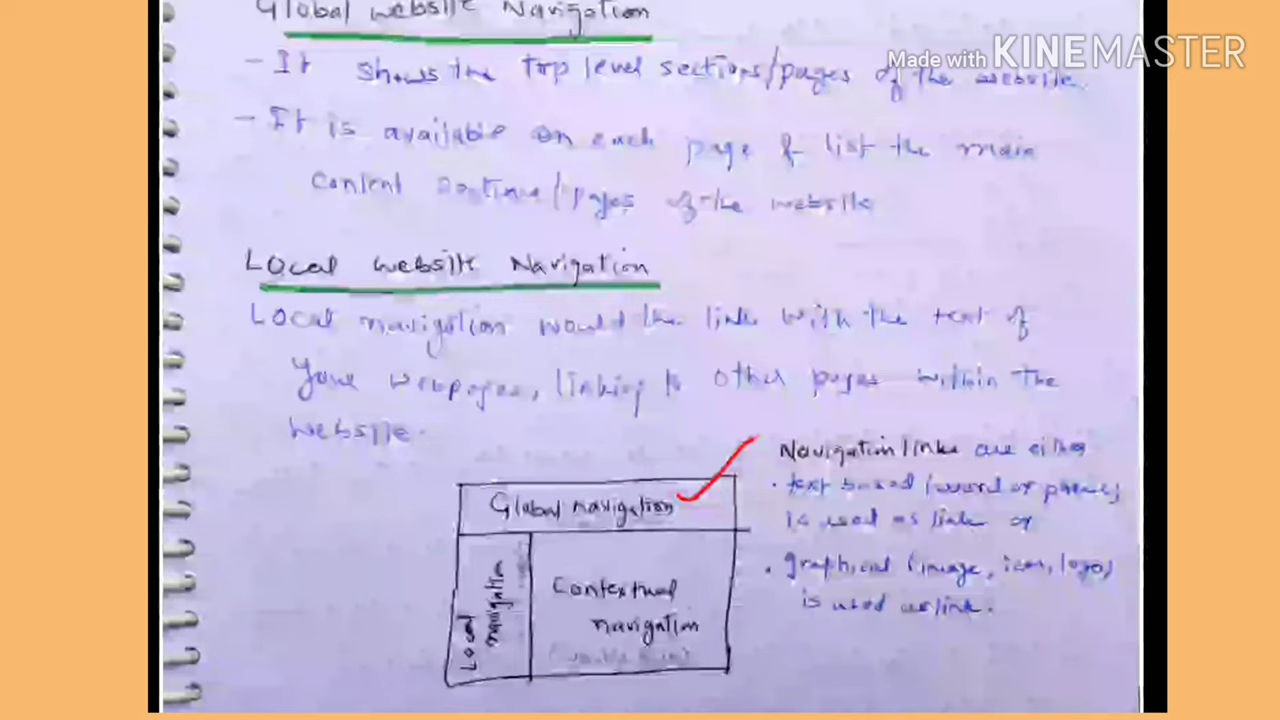 Global website Navigation
Made with KINEMASTER
- It shows the top level sections/pages of the website.
- It is available on each page & list the main
content /pages of the website
Local website Navigation
Local navigation would the links with the text of
your webpages, linking to other pages within the
website.
Navigation links are either
• text based (word or phrase)
is used as link or
• graphical (image, icon, logo)
is used as link.
Global navigation
Local navigation
Contextual
navigation